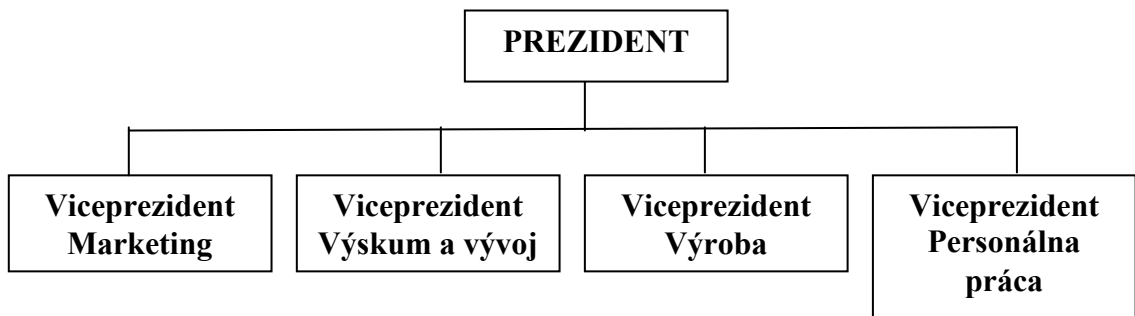 PREZIDENT
Viceprezident
Marketing
Viceprezident
Výskum a vývoj
Viceprezident
Výroba
Viceprezident
Personálna
práca